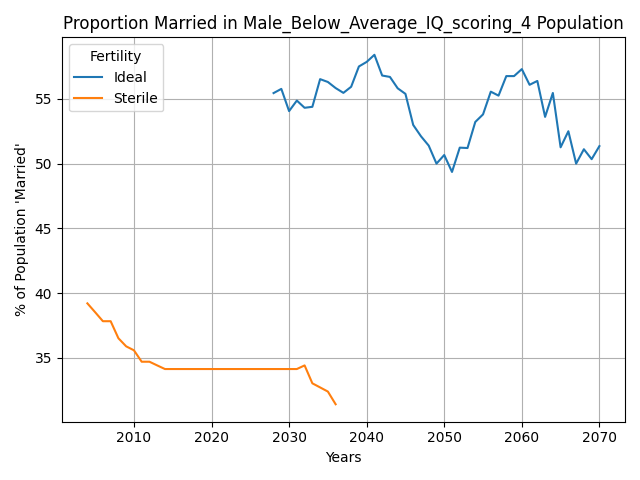 Proportion Married in Male_Below_Average_IQ_scoring_4 Population
Fertility
Ideal
Sterile
% of Population 'Married'
55
50
45
40
35
2010 2020 2030 2040 2050 2060 2070
Years